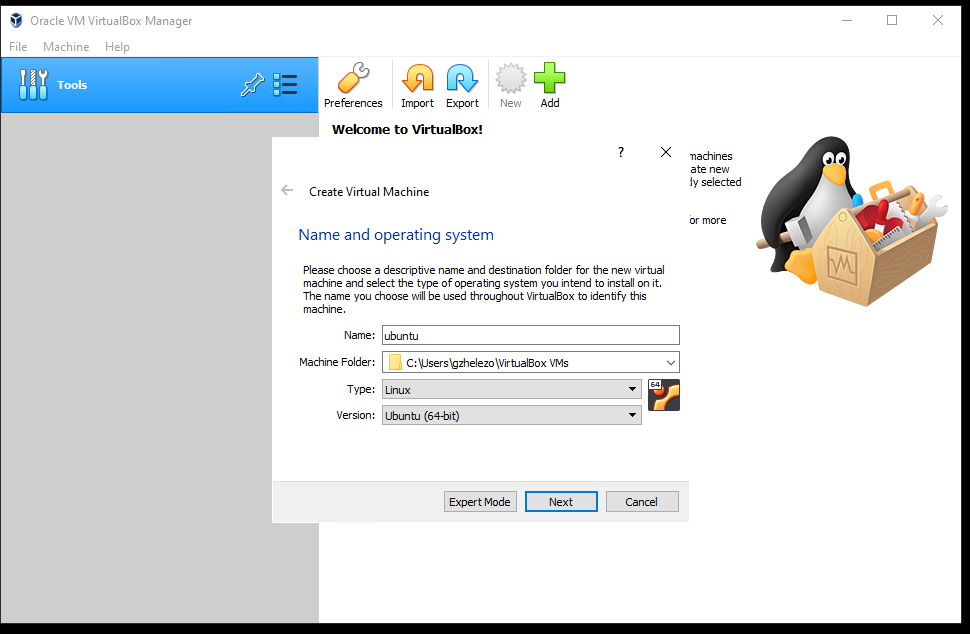 Oracle VM VirtualBox Manager
File Machine Help
Tools
Preferences Import Export New Add
Welcome to VirtualBox!
machines
ate new
dy selected
or more
?
Create Virtual Machine
Name and operating system
Please choose a descriptive name and destination folder for the new virtual
machine and select the type of operating system you intend to install on it.
The name you choose will be used throughout VirtualBox to identify this
machine.
Name: ubuntu
Machine Folder: C:\Users\gzhelezo\VirtualBox VMs
Type: Linux
64
Version: Ubuntu (64-bit)
Expert Mode Next Cancel